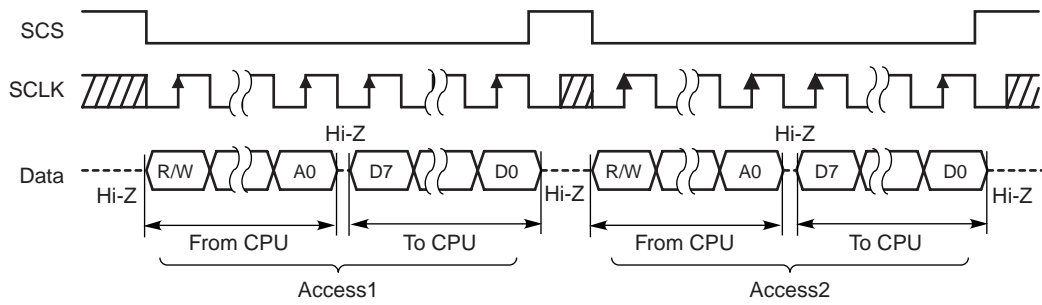 SCS
SCLK
Hi-Z Hi-Z
Data R/W A0 D7 D0 R/W A0 D7 D0
Hi-Z Hi-Z Hi-Z
From CPU To CPU From CPU To CPU
Access1 Access2